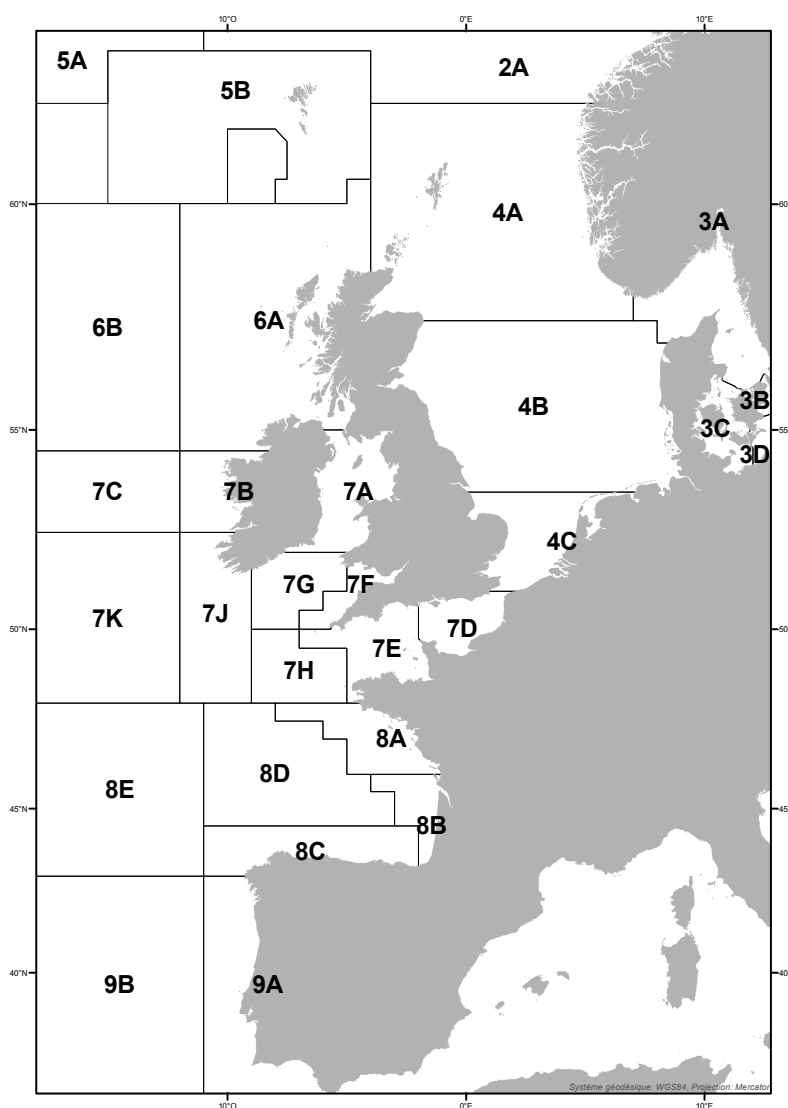 10°O 0°E 10°E
5A
2A
5B
60°N 60°
4A
3A
6B
6A
4B
3B
55°N 55°
3C
3D
7C
7B
7A
4C
7G
7F
7K
7J
7D
50°N 50°
7E
7H
8A
8D
8E
45°N 45°
8B
8C
40°N 40°
9B
9A
Système géodésique: WGS84, Projection: Mercator
10°O 0°E 10°E